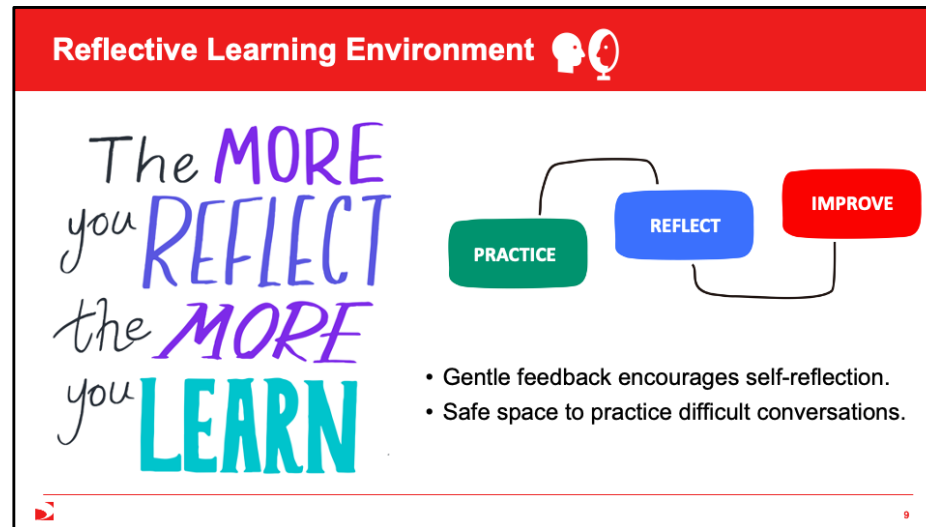 Reflective Learning Environment
The MORE
you REFLECT
the MORE
you LEARN
PRACTICE
REFLECT
IMPROVE
• Gentle feedback encourages self-reflection.
• Safe space to practice difficult conversations.
9